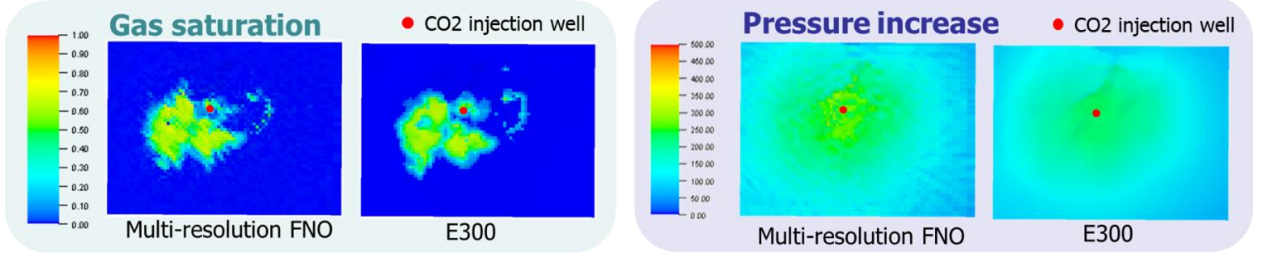 Gas saturation
CO2 injection well
1.00
0.90
0.80
0.70
0.60
0.50
0.40
0.30
0.20
0.10
0.00
Multi-resolution FNO
E300
Pressure increase
CO2 injection well
500.00
450.00
400.00
350.00
300.00
250.00
200.00
150.00
100.00
50.00
0.00
Multi-resolution FNO
E300